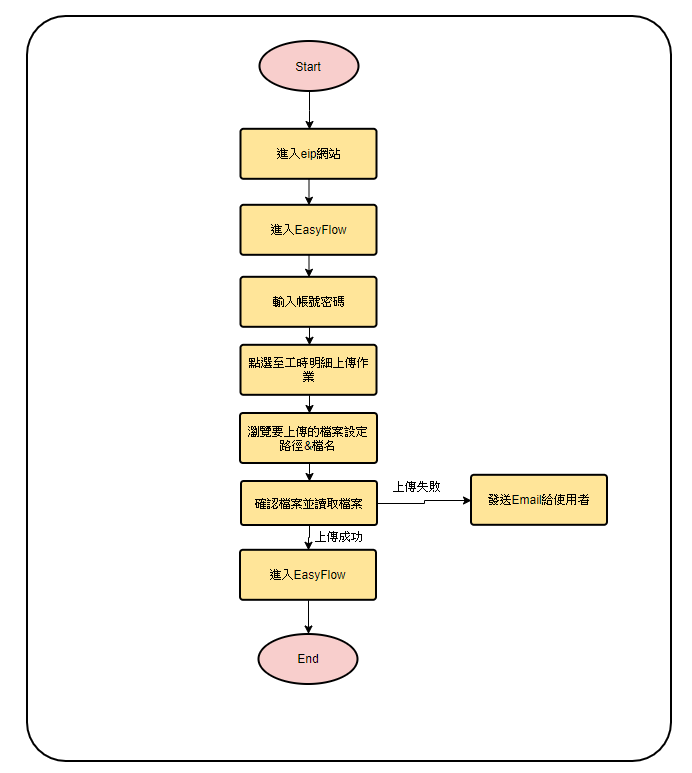 Start
進入eip網站
進入EasyFlow
輸入帳號密碼
點選至工時明細上傳作
業
瀏覽要上傳的檔案設定
路徑&檔名
上傳失敗
確認檔案並讀取檔案
發送Email給使用者
上傳成功
進入EasyFlow
End